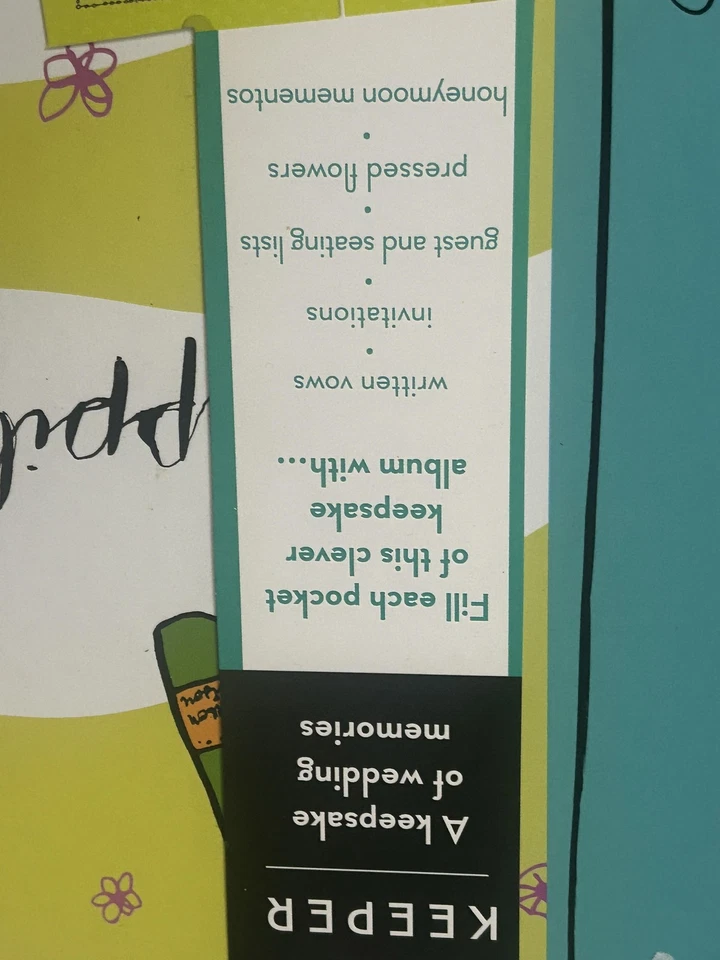 KEEPER
A keepsake
of wedding
memories
Fill each pocket
of this clever
keepsake
album with...
written vows
•
invitations
•
guest and seating lists
•
pressed flowers
•
honeymoon mementos